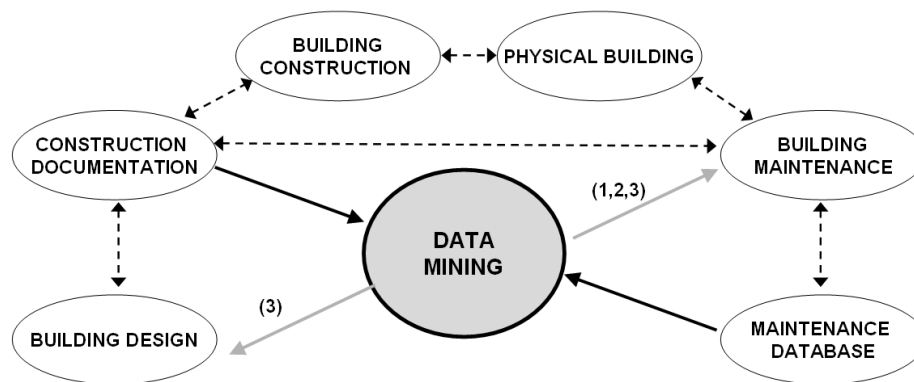 BUILDING
CONSTRUCTION
PHYSICAL BUILDING
CONSTRUCTION
DOCUMENTATION
BUILDING
MAINTENANCE
(1,2,3)
DATA
MINING
(3)
BUILDING DESIGN
MAINTENANCE
DATABASE